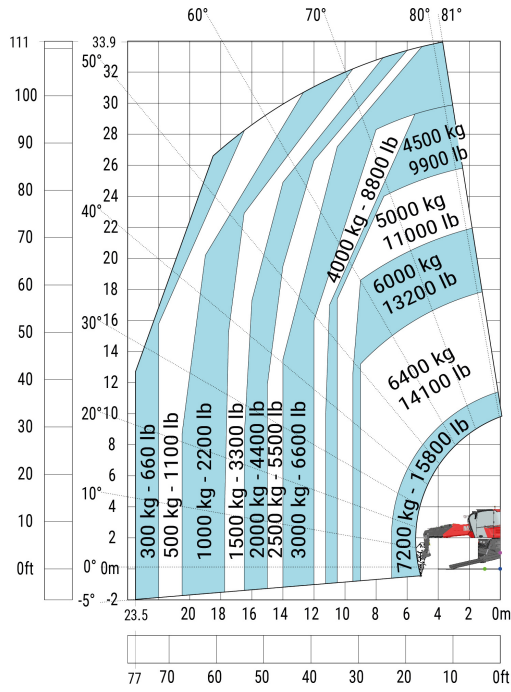 60°
70°
80°
81°
111
33.9
50°
32
100
30
90
28
4500 kg
9900 lb
26
4000 kg - 8800 lb
80
24
5000 kg
11000 lb
40°
22
70
20
6000 kg
13200 lb
60
18
30°
16
50
14
6400 kg
14100 lb
40
12
20°
10
30
8
300 kg - 660 lb
500 kg - 1100 lb
1000 kg - 2200 lb
1500 kg - 3300 lb
2000 kg - 4400 lb
2500 kg - 5500 lb
3000 kg - 6600 lb
7200 kg - 15800 lb
20
6
10°
4
10
2
0ft
0°
0m
-5°
-2
23.5
20
18
16
14
12
10
8
6
4
2
0m
77
70
60
50
40
30
20
10
0ft